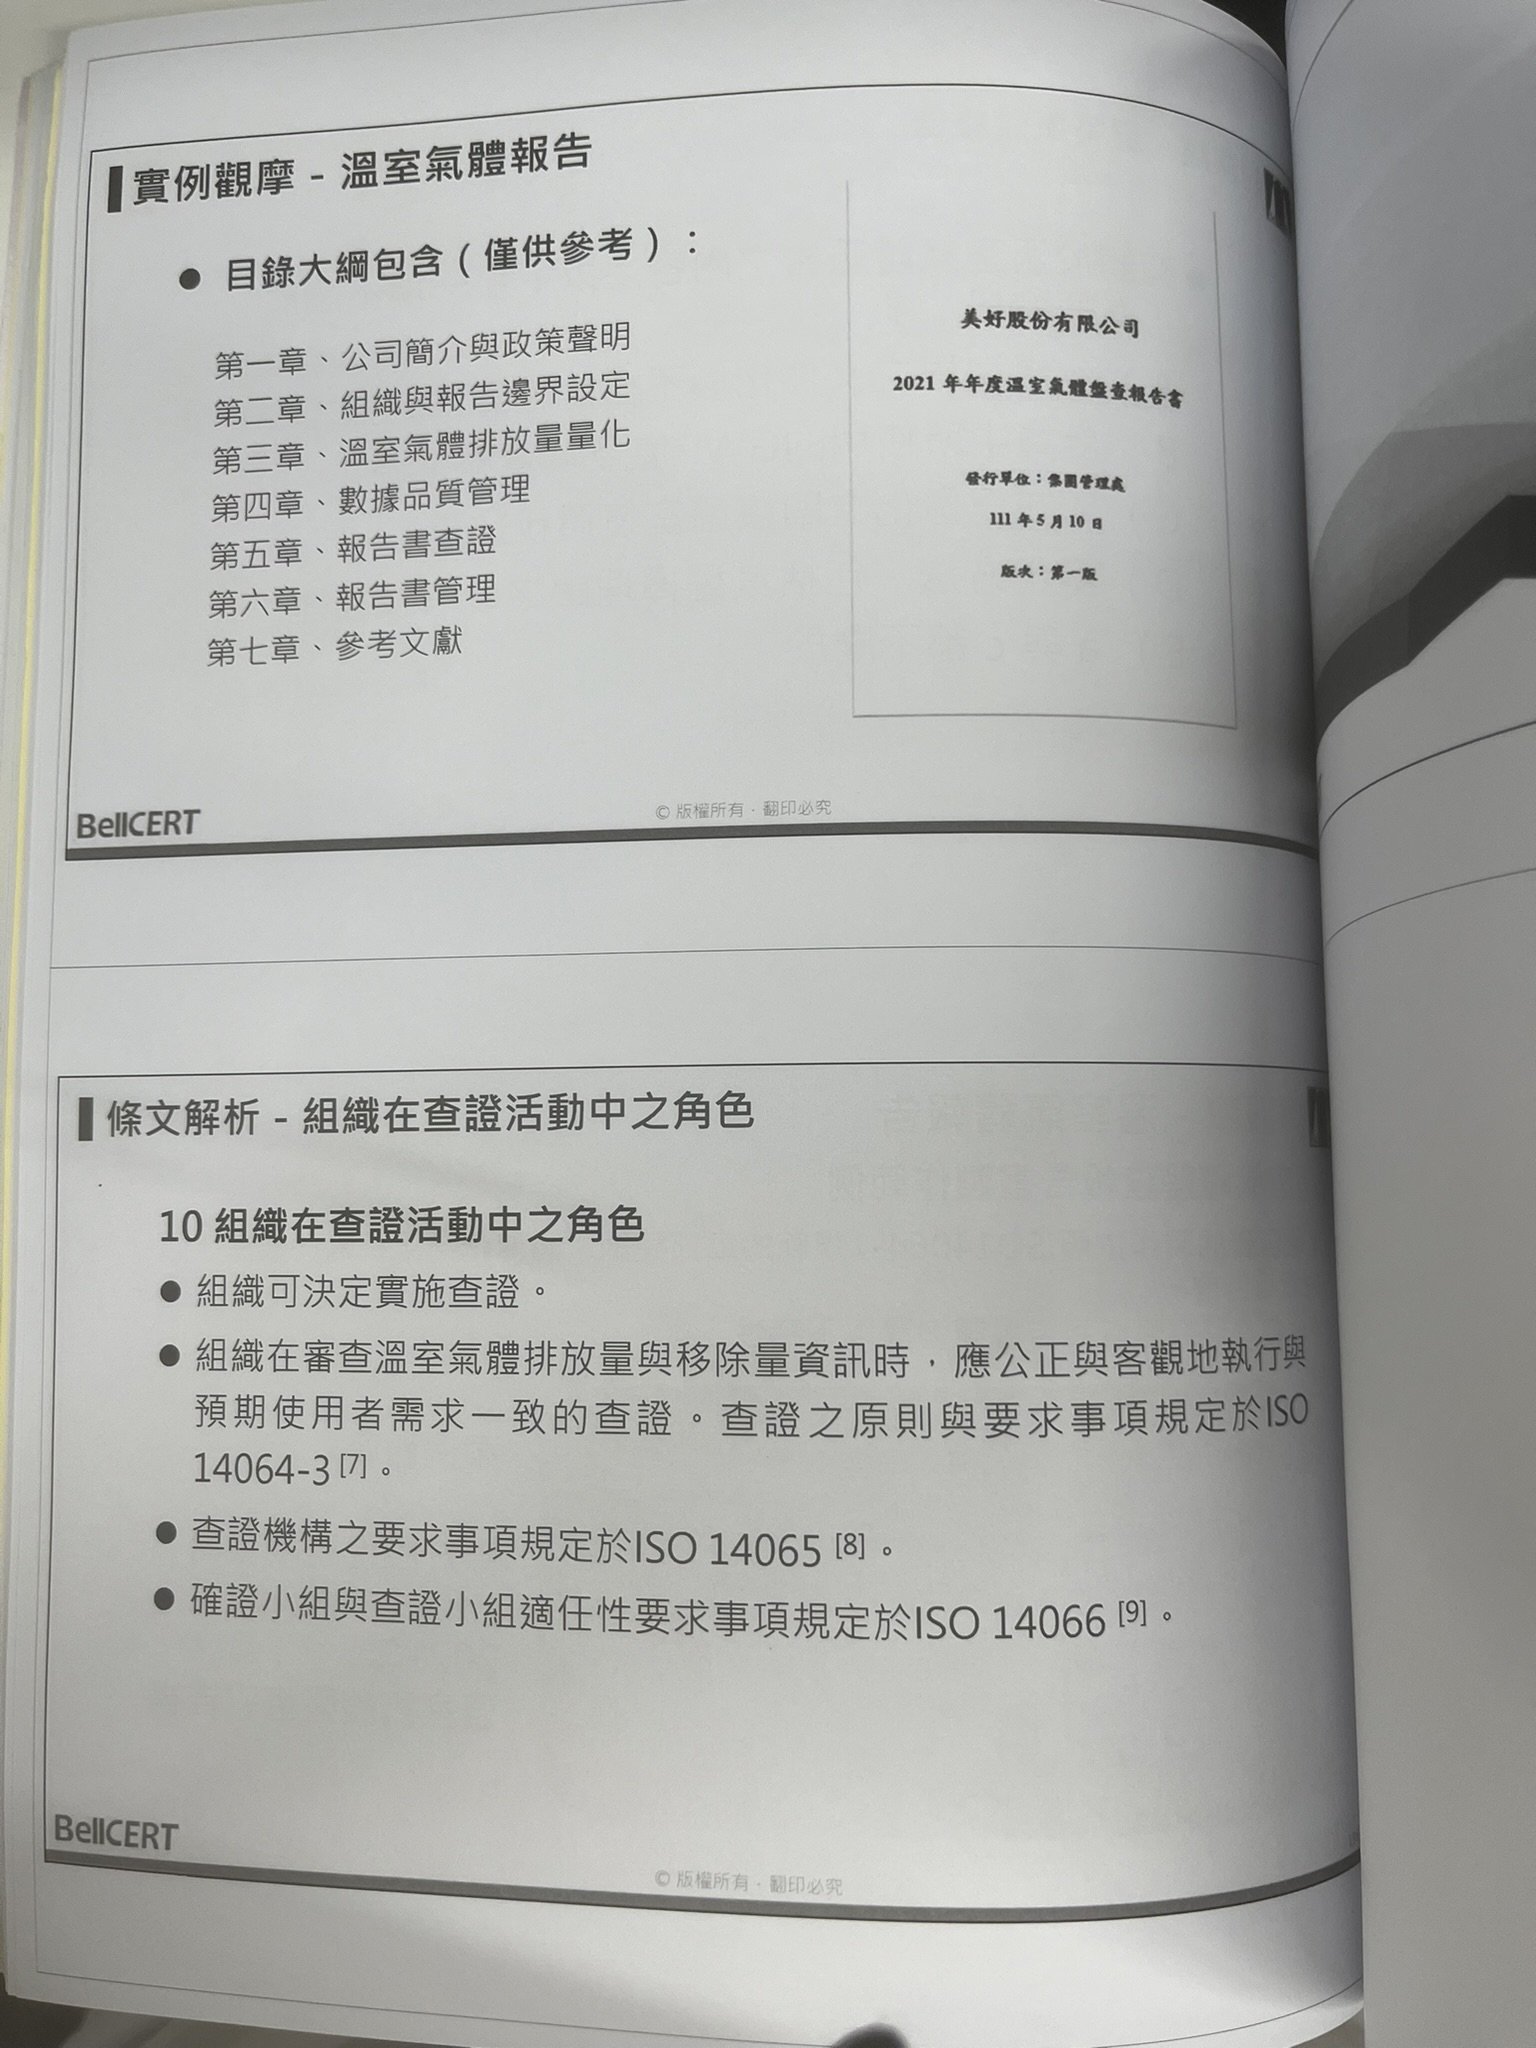 實例觀摩 - 溫室氣體報告
● 目錄大綱包含（僅供參考）：
第一章、公司簡介與政策聲明
第二章、組織與報告邊界設定
第三章、溫室氣體排放量量化
第四章、數據品質管理
第五章、報告書查證
第六章、報告書管理
第七章、參考文獻
美好股份有限公司
2021 年年度溫室氣體盤查報告書
發行單位：集團管理處
111 年 5 月 10 日
版次：第一版
BellCERT
© 版權所有．翻印必究
條文解析 - 組織在查證活動中之角色
10 組織在查證活動中之角色
● 組織可決定實施查證。
● 組織在審查溫室氣體排放量與移除量資訊時，應公正與客觀地執行與
預期使用者需求一致的查證。查證之原則與要求事項規定於ISO
14064-3 [7]。
● 查證機構之要求事項規定於ISO 14065 [8]。
● 確證小組與查證小組適任性要求事項規定於ISO 14066 [9]。
BellCERT
© 版權所有．翻印必究